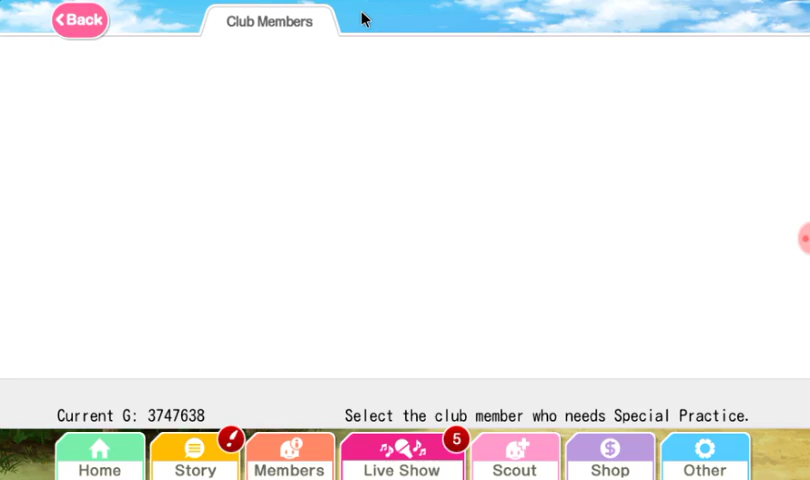 Back
Club Members
Current G: 3747638
Select the club member who needs Special Practice.
5
Home
Story
Members
Live Show
Scout
Shop
Other